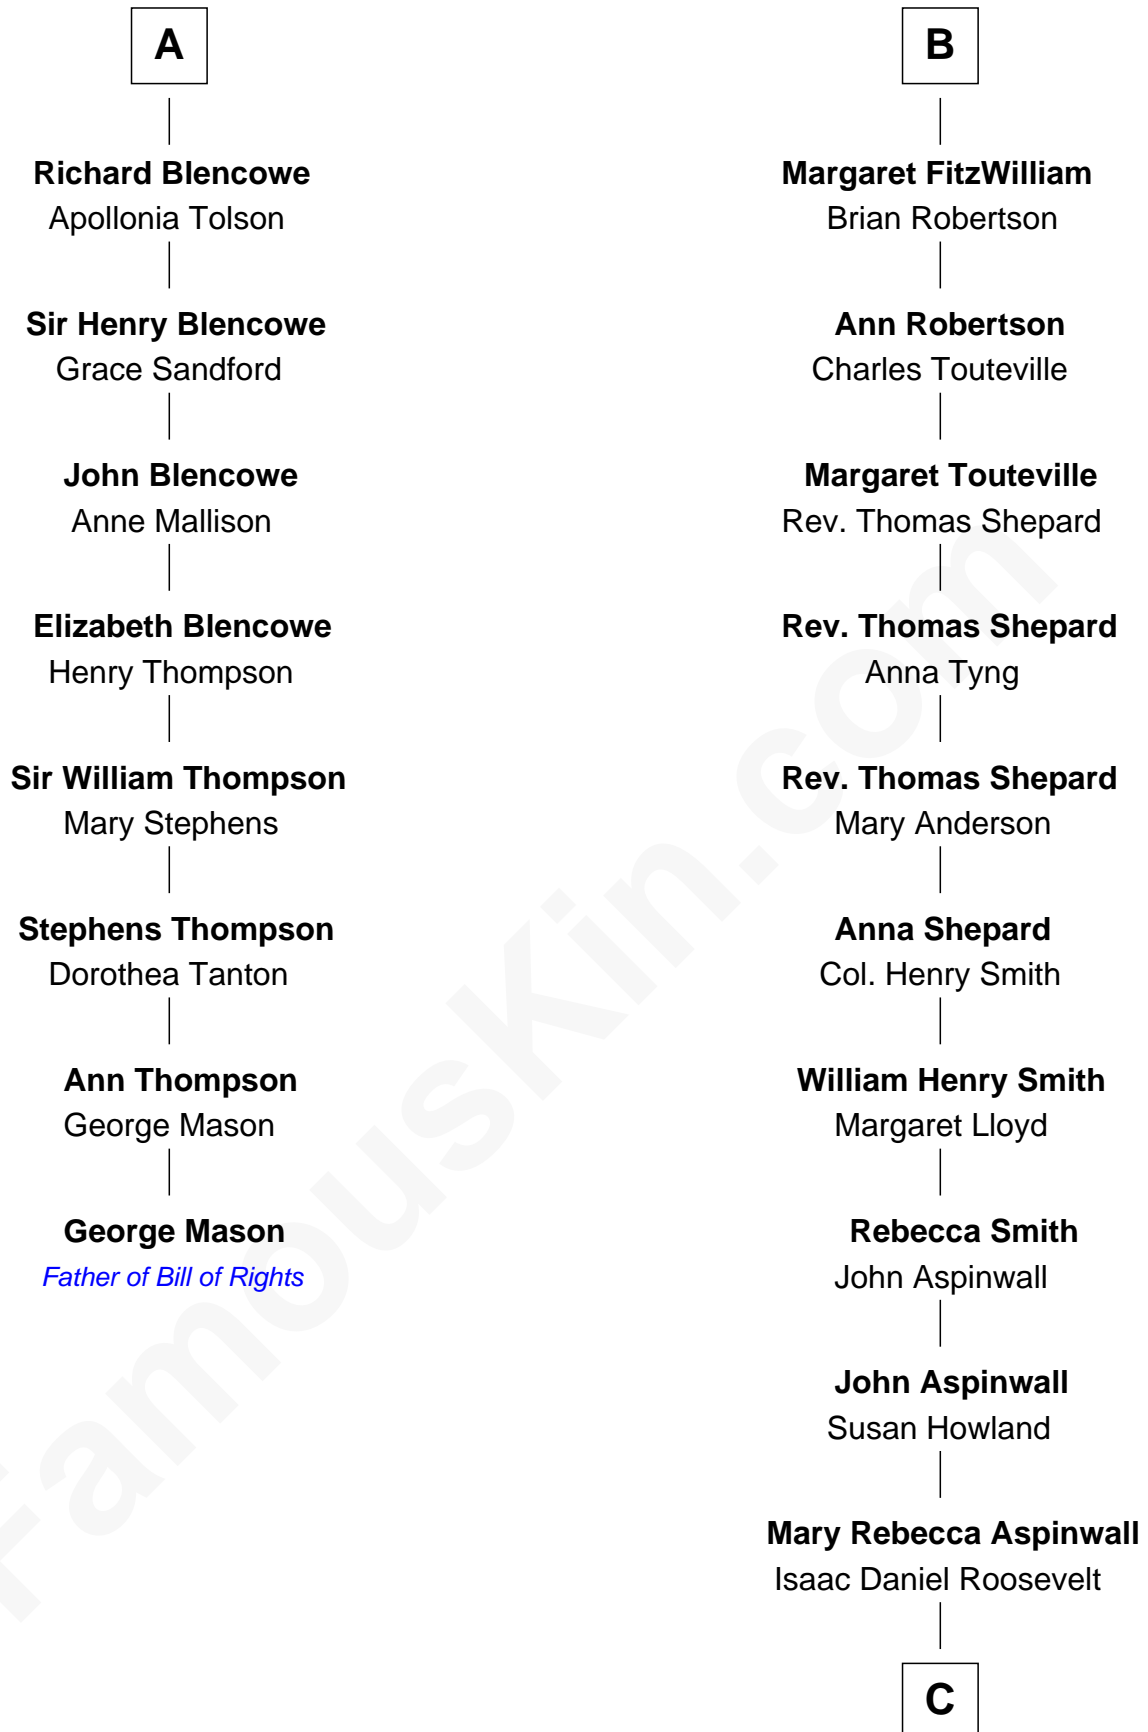 A
Richard Blencowe
Apollonia Tolson
Sir Henry Blencowe
Grace Sandford
John Blencowe
Anne Mallison
Elizabeth Blencowe
Henry Thompson
Sir William Thompson
Mary Stephens
Stephens Thompson
Dorothea Tanton
Ann Thompson
George Mason
George Mason
Father of Bill of Rights
B
Margaret FitzWilliam
Brian Robertson
Ann Robertson
Charles Touteville
Margaret Touteville
Rev. Thomas Shepard
Rev. Thomas Shepard
Anna Tyng
Rev. Thomas Shepard
Mary Anderson
Anna Shepard
Col. Henry Smith
William Henry Smith
Margaret Lloyd
Rebecca Smith
John Aspinwall
John Aspinwall
Susan Howland
Mary Rebecca Aspinwall
Isaac Daniel Roosevelt
C
FamousKin.com